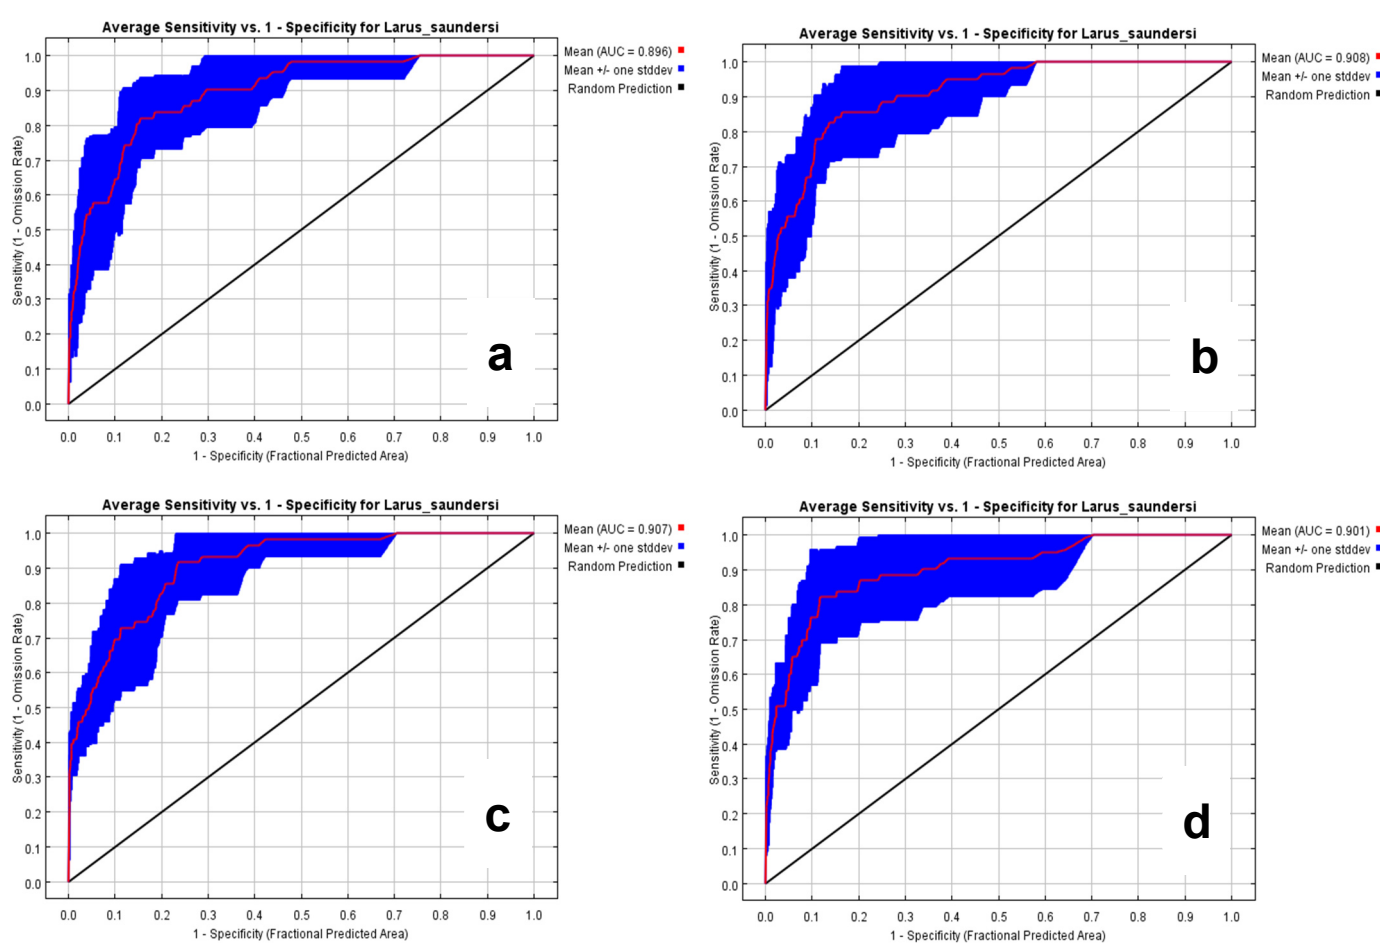 Average Sensitivity vs. 1 - Specificity for Larus_saundersi
Mean (AUC = 0.896)
Mean +/- one stddev
Random Prediction
Sensitivity (1 - Omission Rate)
1.0
0.9
0.8
0.7
0.6
0.5
0.4
0.3
0.2
0.1
0.0
a
0.0 0.1 0.2 0.3 0.4 0.5 0.6 0.7 0.8 0.9 1.0
1 - Specificity (Fractional Predicted Area)
Average Sensitivity vs. 1 - Specificity for Larus_saundersi
Mean (AUC = 0.908)
Mean +/- one stddev
Random Prediction
Sensitivity (1 - Omission Rate)
1.0
0.9
0.8
0.7
0.6
0.5
0.4
0.3
0.2
0.1
0.0
b
0.0 0.1 0.2 0.3 0.4 0.5 0.6 0.7 0.8 0.9 1.0
1 - Specificity (Fractional Predicted Area)
Average Sensitivity vs. 1 - Specificity for Larus_saundersi
Mean (AUC = 0.907)
Mean +/- one stddev
Random Prediction
Sensitivity (1 - Omission Rate)
1.0
0.9
0.8
0.7
0.6
0.5
0.4
0.3
0.2
0.1
0.0
c
0.0 0.1 0.2 0.3 0.4 0.5 0.6 0.7 0.8 0.9 1.0
1 - Specificity (Fractional Predicted Area)
Average Sensitivity vs. 1 - Specificity for Larus_saundersi
Mean (AUC = 0.901)
Mean +/- one stddev
Random Prediction
Sensitivity (1 - Omission Rate)
1.0
0.9
0.8
0.7
0.6
0.5
0.4
0.3
0.2
0.1
0.0
d
0.0 0.1 0.2 0.3 0.4 0.5 0.6 0.7 0.8 0.9 1.0
1 - Specificity (Fractional Predicted Area)